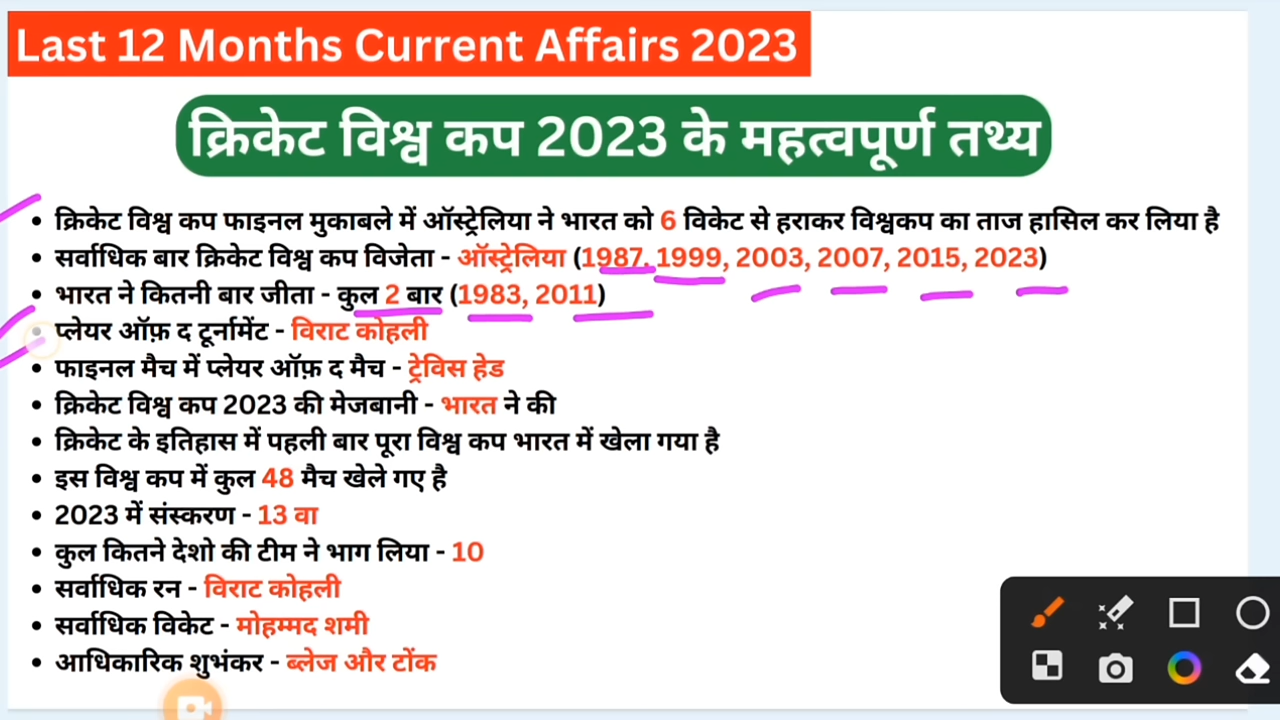 Last 12 Months Current Affairs 2023
क्रिकेट विश्व कप 2023 के महत्वपूर्ण तथ्य
• क्रिकेट विश्व कप फाइनल मुकाबले में ऑस्ट्रेलिया ने भारत को 6 विकेट से हराकर विश्वकप का ताज हासिल कर लिया है
• सर्वाधिक बार क्रिकेट विश्व कप विजेता - ऑस्ट्रेलिया (1987, 1999, 2003, 2007, 2015, 2023)
• भारत ने कितनी बार जीता - कुल 2 बार (1983, 2011)
• प्लेयर ऑफ़ द टूर्नामेंट - विराट कोहली
• फाइनल मैच में प्लेयर ऑफ़ द मैच - ट्रेविस हेड
• क्रिकेट विश्व कप 2023 की मेजबानी - भारत ने की
• क्रिकेट के इतिहास में पहली बार पूरा विश्व कप भारत में खेला गया है
• इस विश्व कप में कुल 48 मैच खेले गए है
• 2023 में संस्करण - 13 वा
• कुल कितने देशो की टीम ने भाग लिया - 10
• सर्वाधिक रन - विराट कोहली
• सर्वाधिक विकेट - मोहम्मद शमी
• आधिकारिक शुभंकर - ब्लेज और टोंक